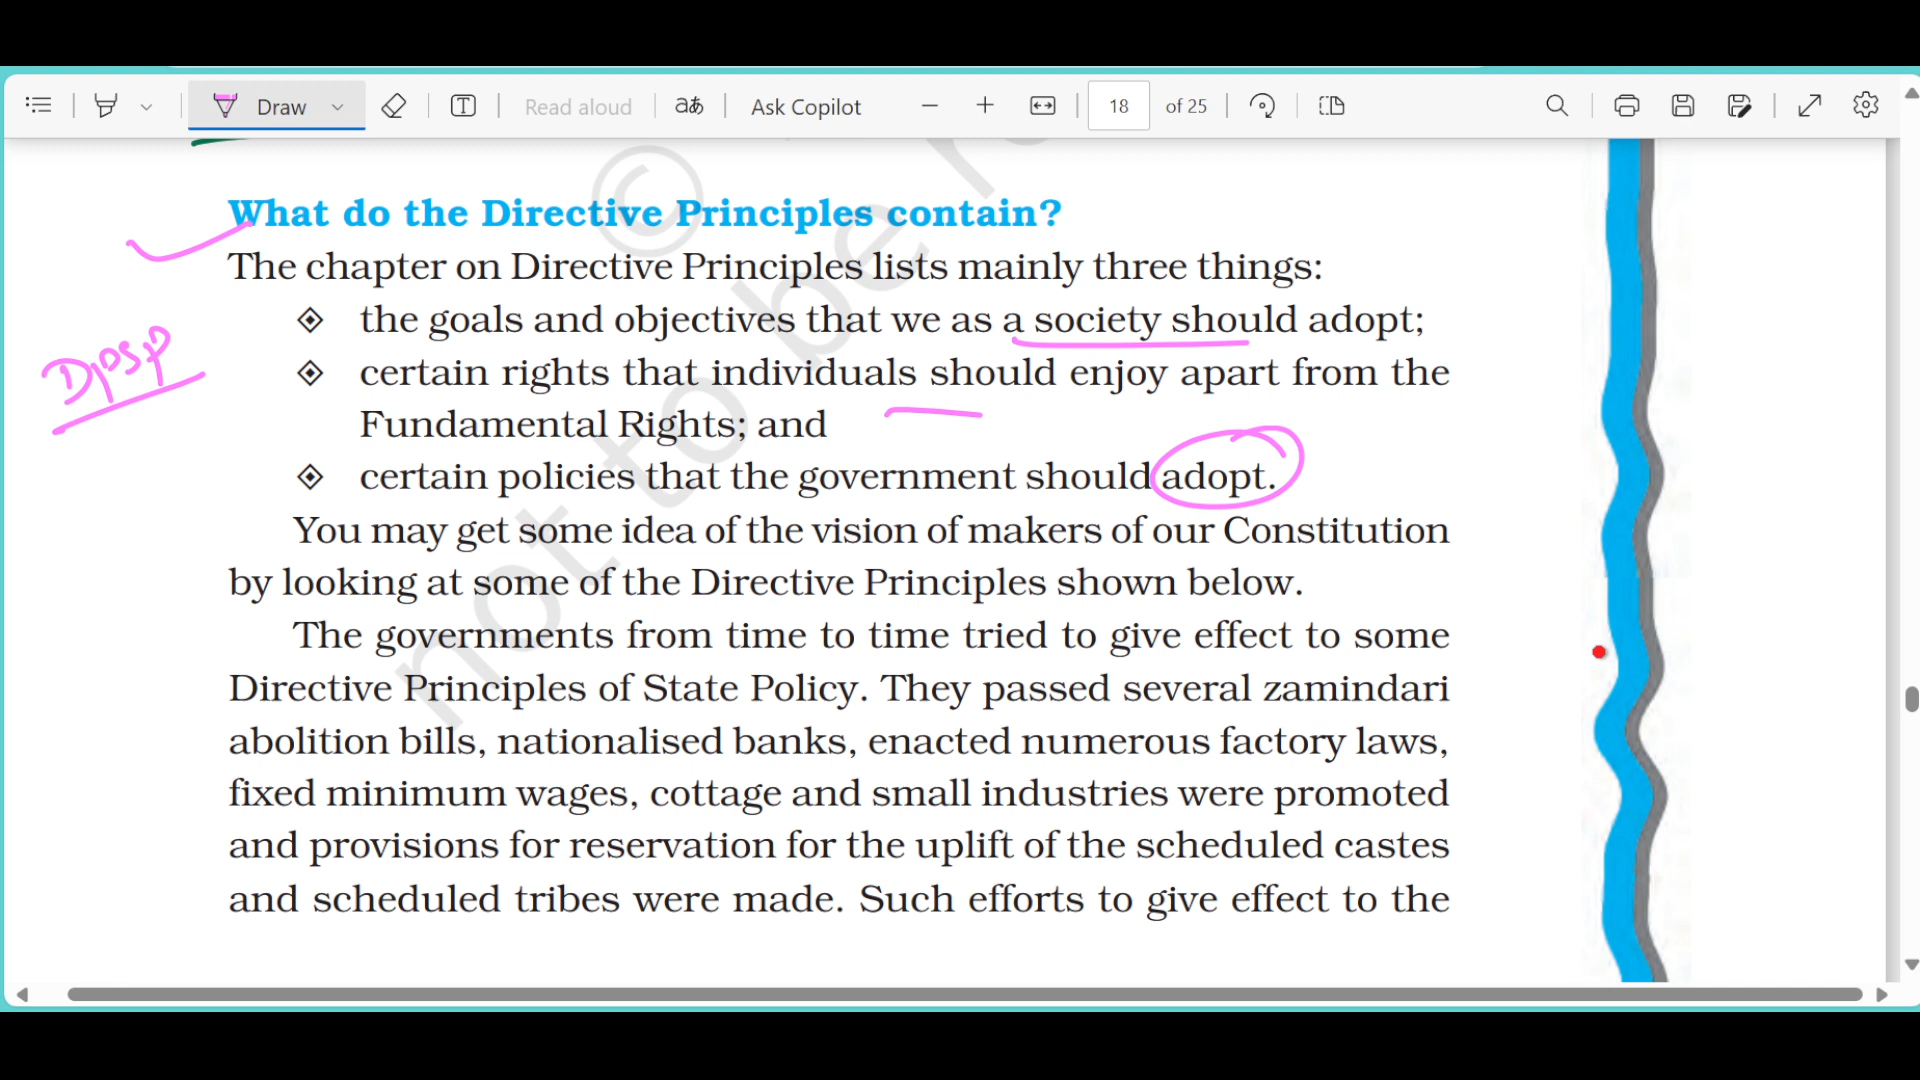 Draw
Read aloud
aあ
Ask Copilot
18
of 25
What do the Directive Principles contain?
The chapter on Directive Principles lists mainly three things:
the goals and objectives that we as a society should adopt;
certain rights that individuals should enjoy apart from the
Fundamental Rights; and
certain policies that the government should adopt.
DPSP
You may get some idea of the vision of makers of our Constitution
by looking at some of the Directive Principles shown below.
The governments from time to time tried to give effect to some
Directive Principles of State Policy. They passed several zamindari
abolition bills, nationalised banks, enacted numerous factory laws,
fixed minimum wages, cottage and small industries were promoted
and provisions for reservation for the uplift of the scheduled castes
and scheduled tribes were made. Such efforts to give effect to the
©
not to be